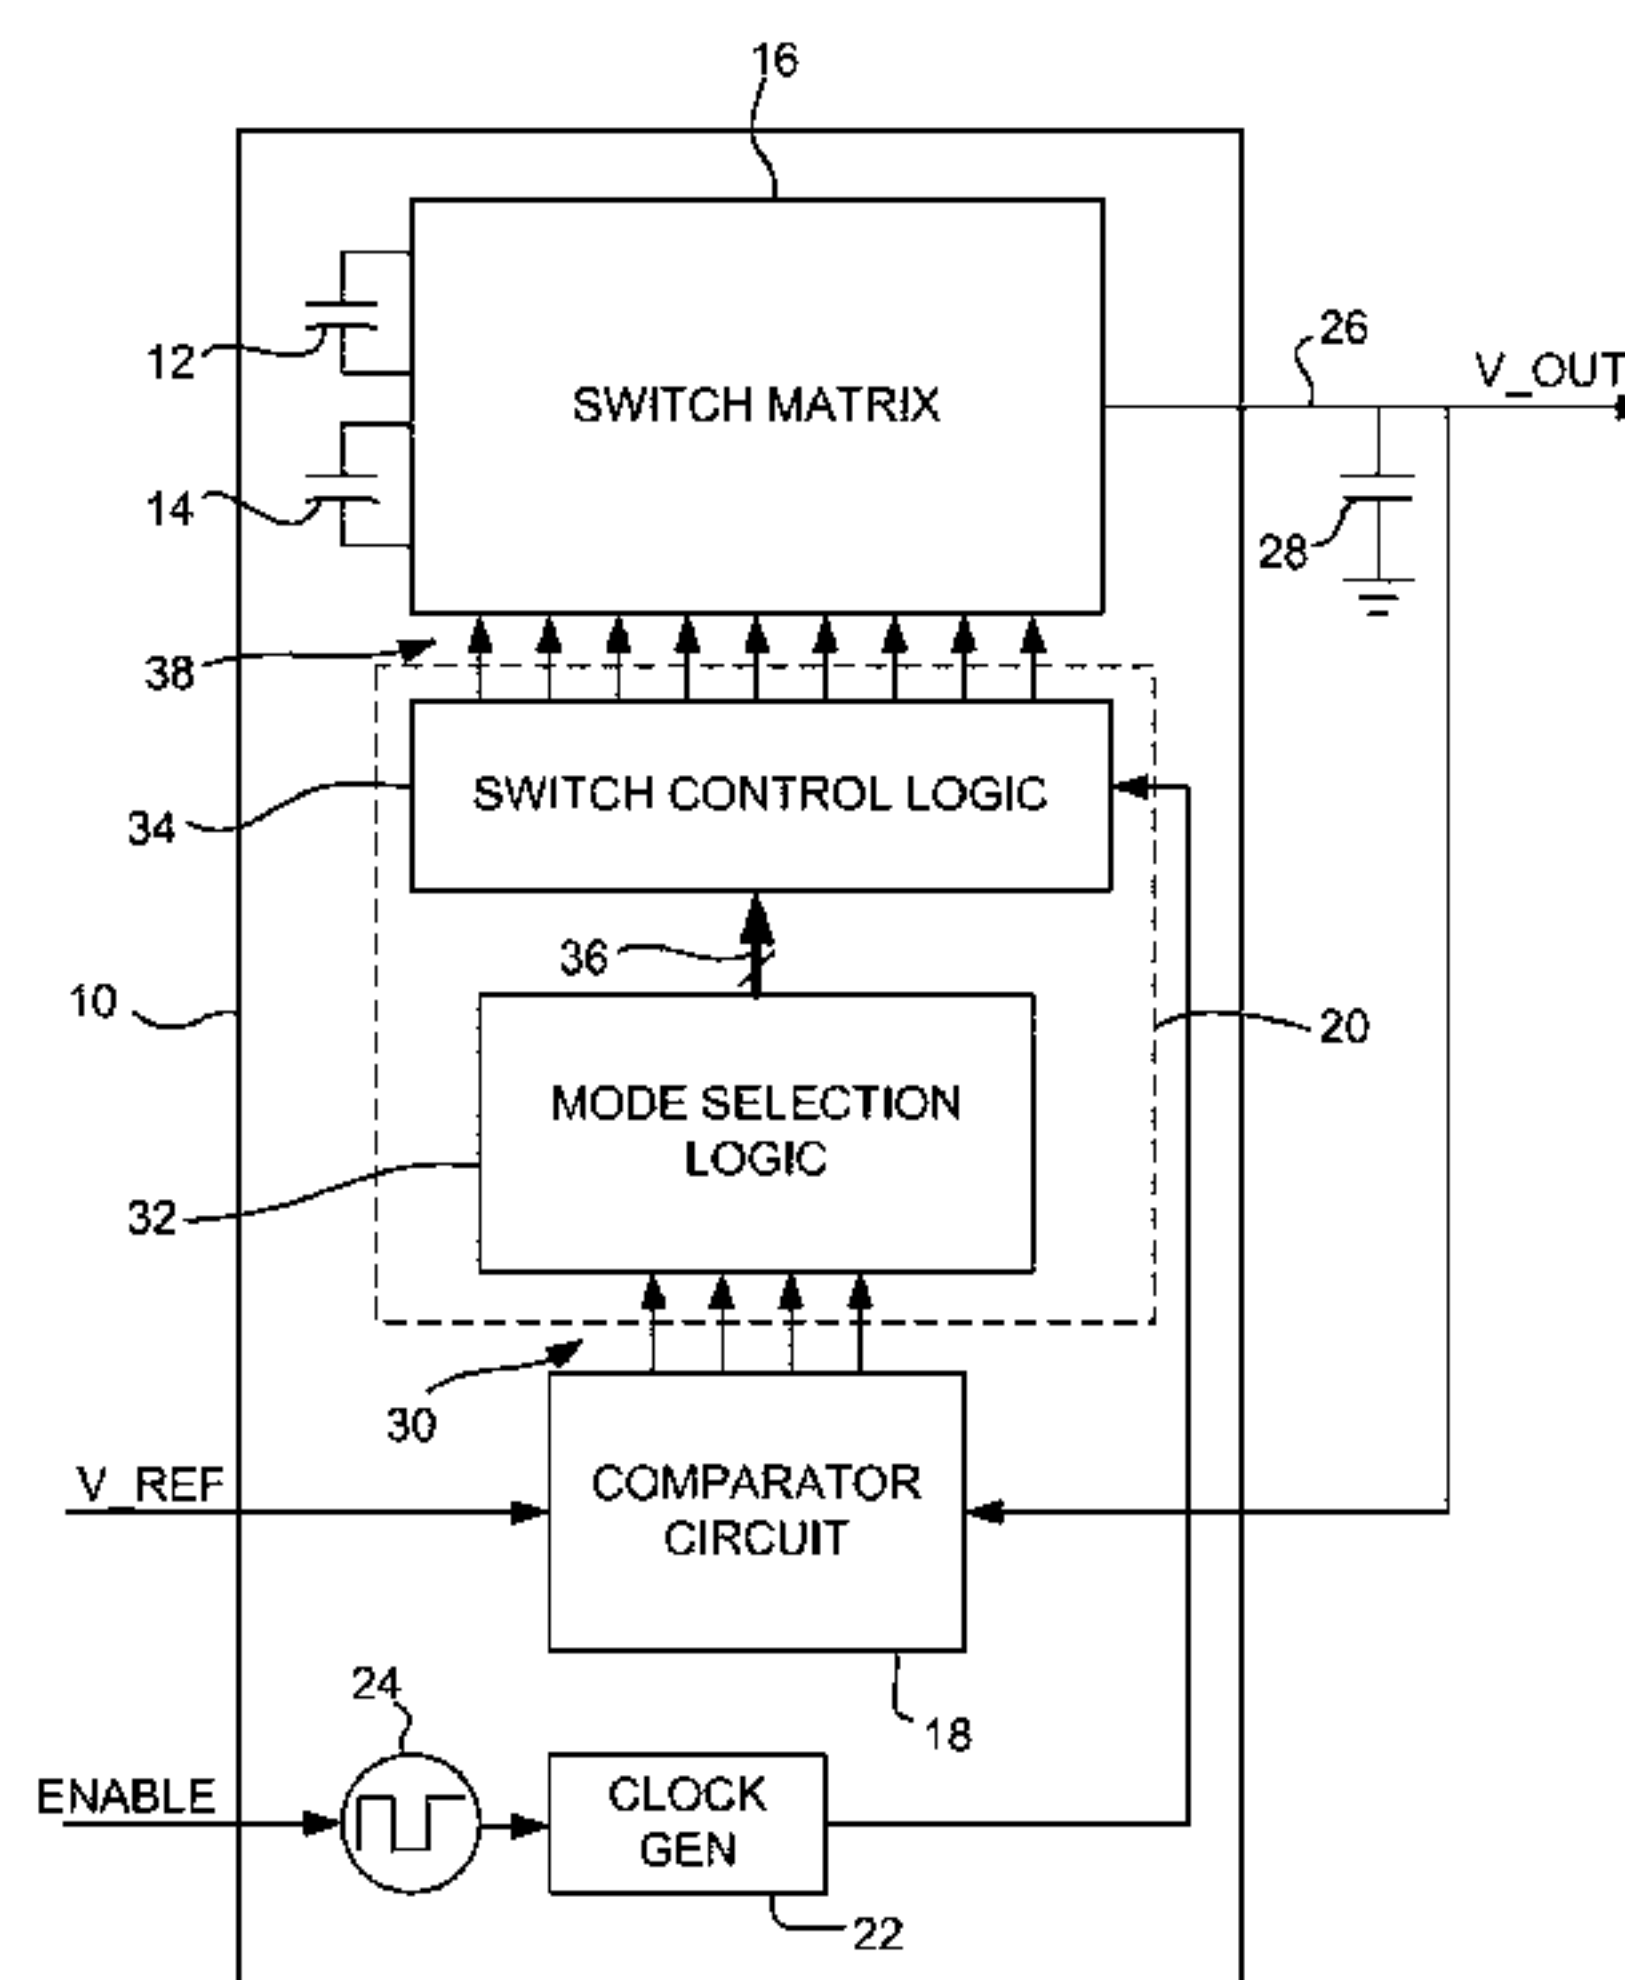 16
12
26
V_OUT
SWITCH MATRIX
14
28
38
SWITCH CONTROL LOGIC
34
36
10
20
MODE SELECTION
LOGIC
32
30
V_REF
COMPARATOR
CIRCUIT
24
18
ENABLE
CLOCK
GEN
22